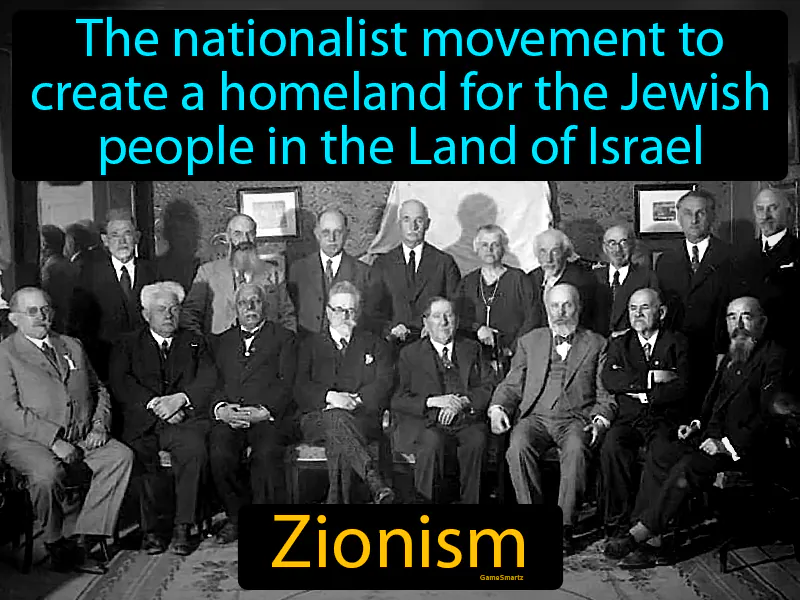 The nationalist movement to
create a homeland for the Jewish
people in the Land of Israel
Zionism
GameSmartz